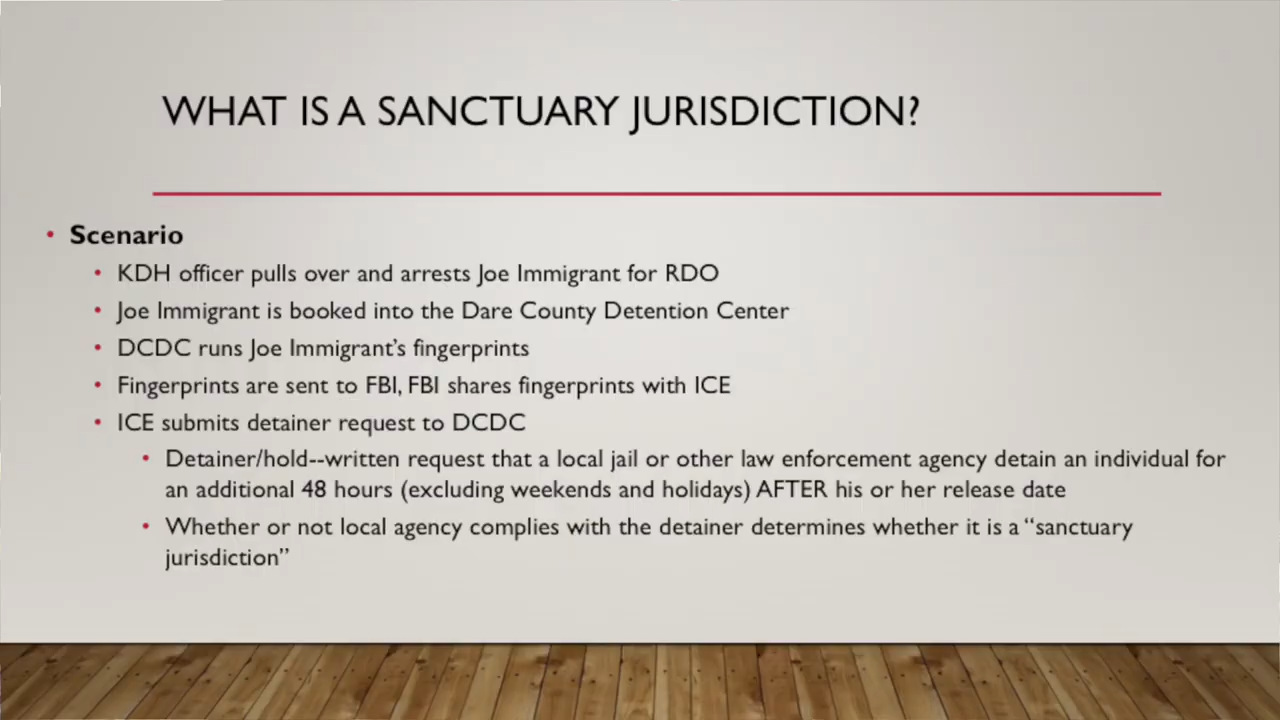 WHAT IS A SANCTUARY JURISDICTION?
• Scenario
• KDH officer pulls over and arrests Joe Immigrant for RDO
• Joe Immigrant is booked into the Dare County Detention Center
• DCDC runs Joe Immigrant’s fingerprints
• Fingerprints are sent to FBI, FBI shares fingerprints with ICE
• ICE submits detainer request to DCDC
• Detainer/hold--written request that a local jail or other law enforcement agency detain an individual for
an additional 48 hours (excluding weekends and holidays) AFTER his or her release date
• Whether or not local agency complies with the detainer determines whether it is a “sanctuary
jurisdiction”